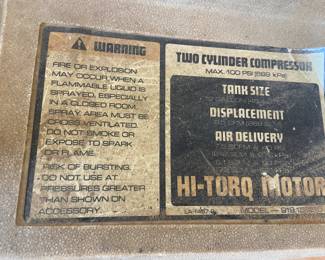 WARNING
FIRE OR EXPLOSION
MAY OCCUR WHEN A
FLAMMABLE LIQUID IS
SPRAYED, ESPECIALLY
IN A CLOSED ROOM.
SPRAY AREA MUST BE
CROSS VENTILATED.
DO NOT SMOKE OR
EXPOSE TO SPARK
OR FLAME.
RISK OF BURSTING.
DO NOT USE AT
PRESSURES GREATER
THAN SHOWN ON
ACCESSORY.
TWO CYLINDER COMPRESSOR
MAX. 100 PSI
TANK SIZE
DISPLACEMENT
AIR DELIVERY
HI-TORQ MOTOR
MODEL